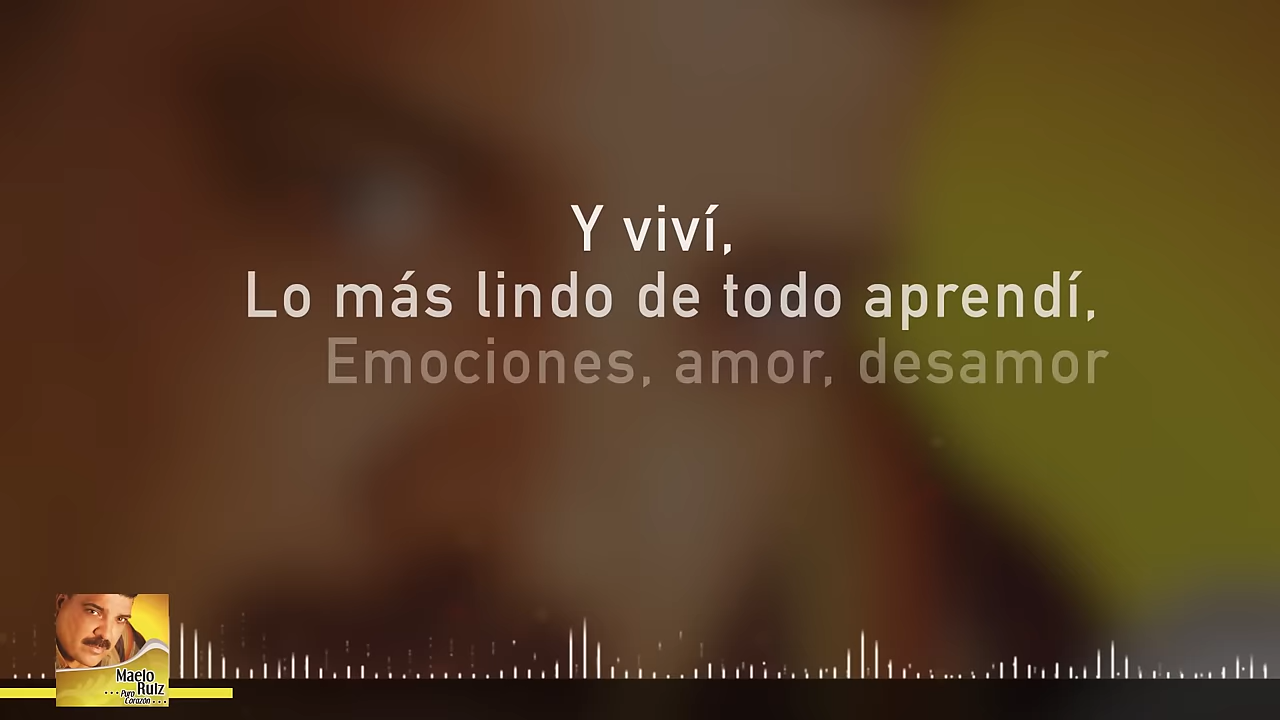 Y viví,
Lo más lindo de todo aprendí,
Emociones, amor, desamor
Maelo
Ruiz
...Puro
Corazón...